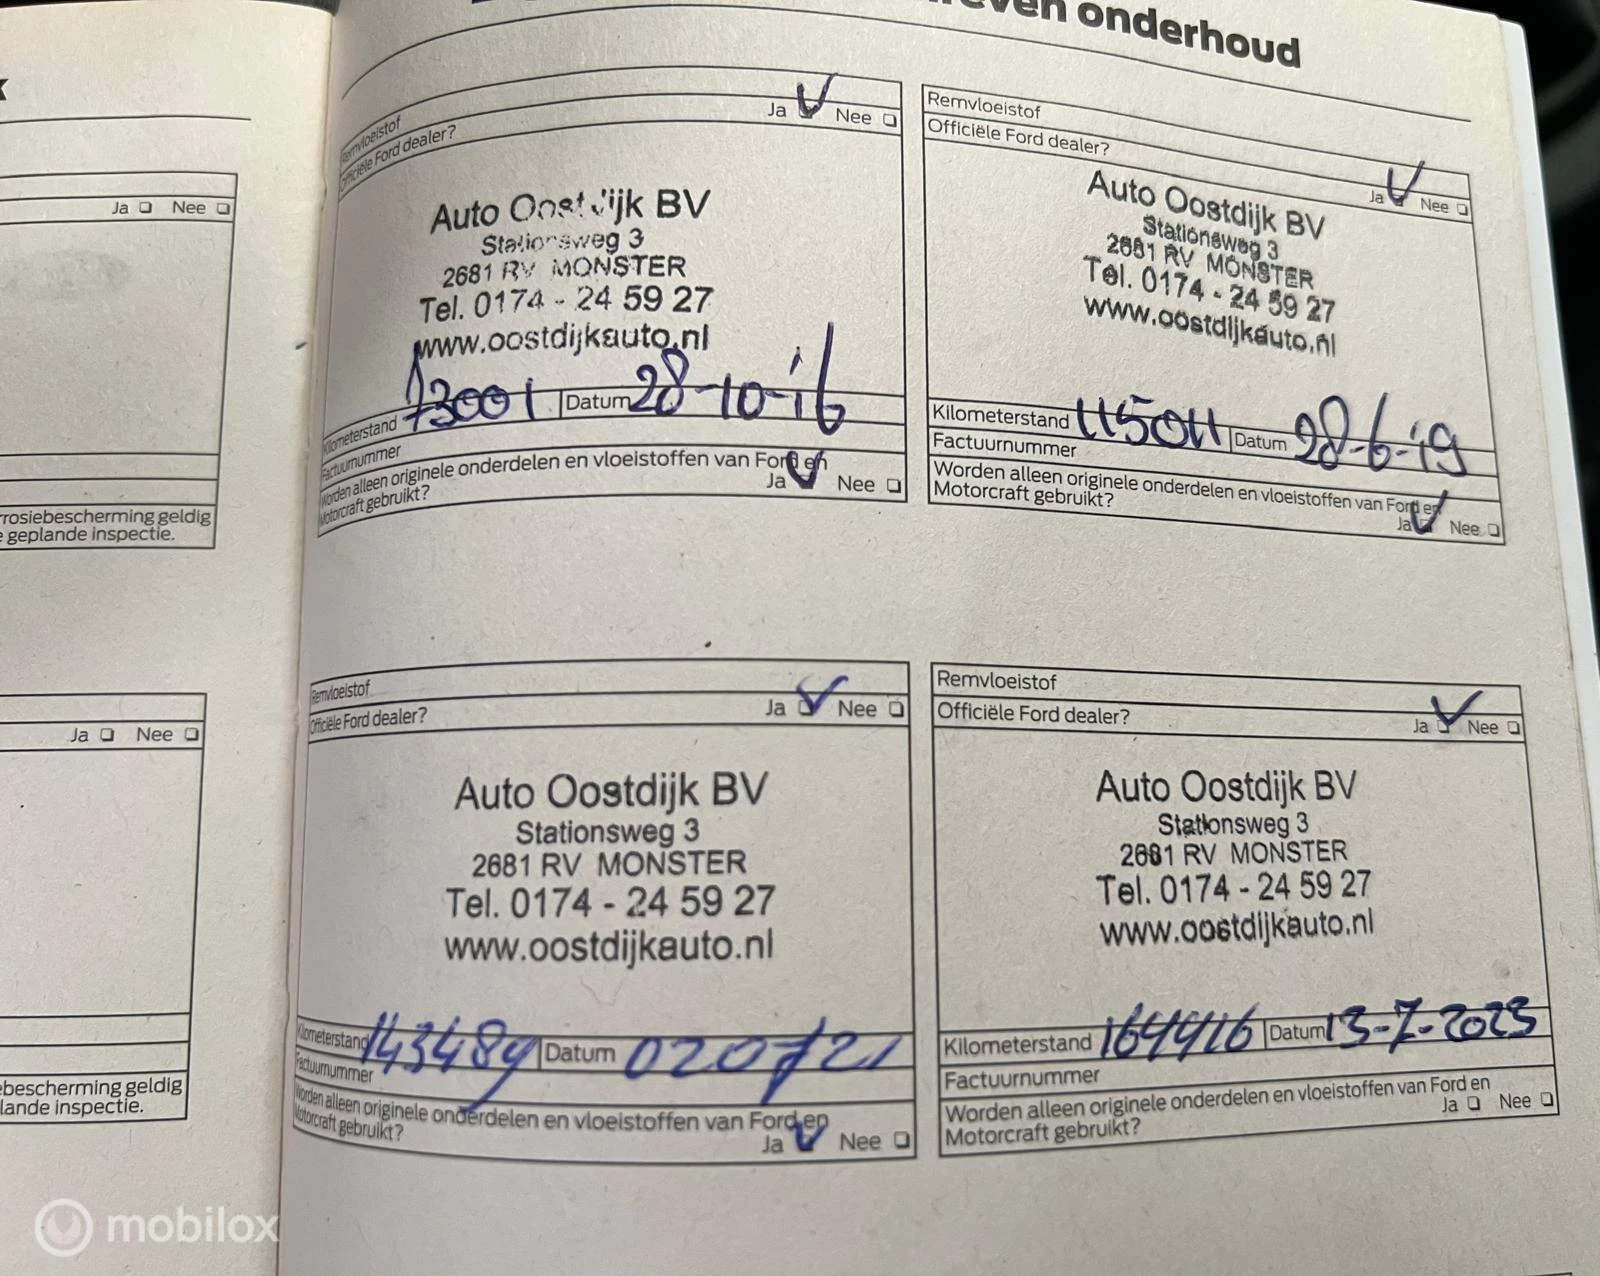 onderhoud
Ja Nee
rrosiebescherming geldig
e geplande inspectie.
Ja Nee
ebescherming geldig
lande inspectie.
Remvloeistof
Officiële Ford dealer?
Ja Nee
Auto Oostdijk BV
Stationsweg 3
2681 RV MONSTER
Tel. 0174 - 24 59 27
www.oostdijkauto.nl
Kilometerstand 73001 Datum 28-10-16
Factuurnummer
Worden alleen originele onderdelen en vloeistoffen van Ford en
Motorcraft gebruikt?
Ja Nee
Remvloeistof
Officiële Ford dealer?
Ja Nee
Auto Oostdijk BV
Stationsweg 3
2681 RV MONSTER
Tel. 0174 - 24 59 27
www.oostdijkauto.nl
Kilometerstand 115011 Datum 28-6-19
Factuurnummer
Worden alleen originele onderdelen en vloeistoffen van Ford en
Motorcraft gebruikt?
Ja Nee
Remvloeistof
Officiële Ford dealer?
Ja Nee
Auto Oostdijk BV
Stationsweg 3
2681 RV MONSTER
Tel. 0174 - 24 59 27
www.oostdijkauto.nl
Kilometerstand 143489 Datum 020721
Factuurnummer
Worden alleen originele onderdelen en vloeistoffen van Ford en
Motorcraft gebruikt?
Ja Nee
Remvloeistof
Officiële Ford dealer?
Ja Nee
Auto Oostdijk BV
Stationsweg 3
2681 RV MONSTER
Tel. 0174 - 24 59 27
www.oostdijkauto.nl
Kilometerstand 164416 Datum 13-7-2023
Factuurnummer
Worden alleen originele onderdelen en vloeistoffen van Ford en
Motorcraft gebruikt?
Ja Nee
mobilox